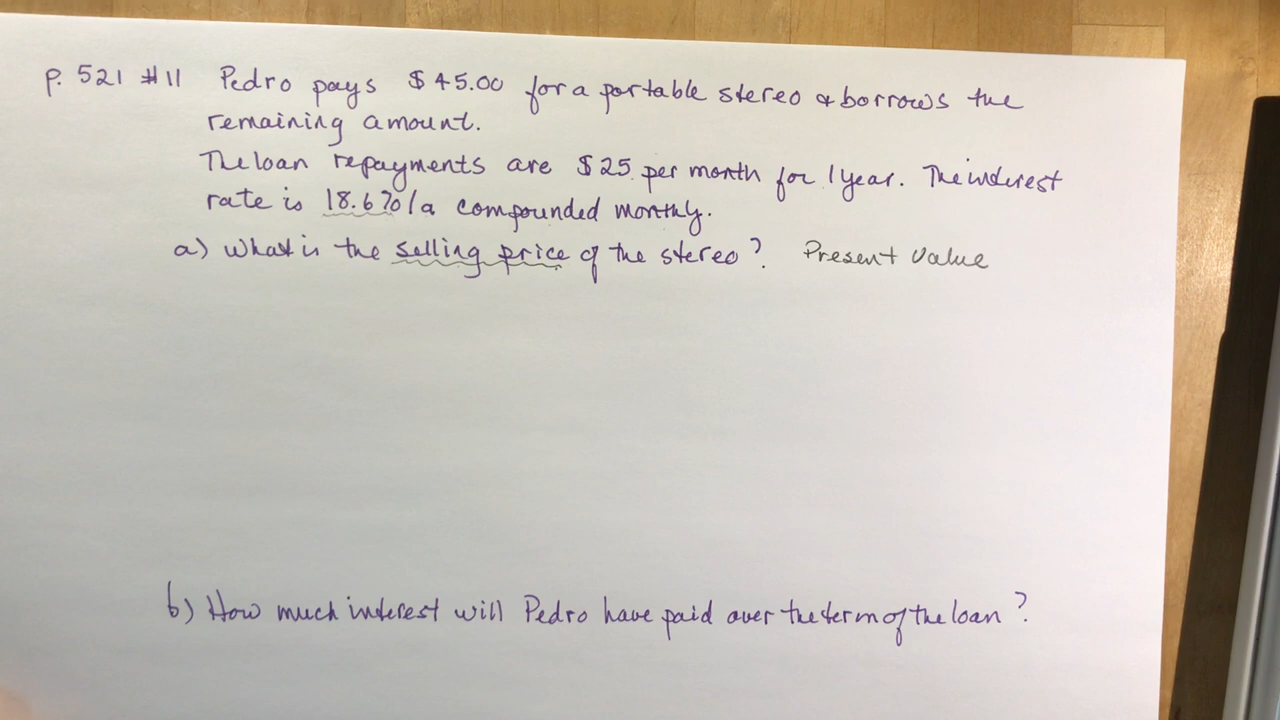 p. 521 #11 Pedro pays $45.00 for a portable stereo & borrows the
remaining amount.
The loan repayments are $25 per month for 1 year. The interest
rate is 18.6%/a compounded monthly.
a) What is the selling price of the stereo? Present Value
b) How much interest will Pedro have paid over the term of the loan?